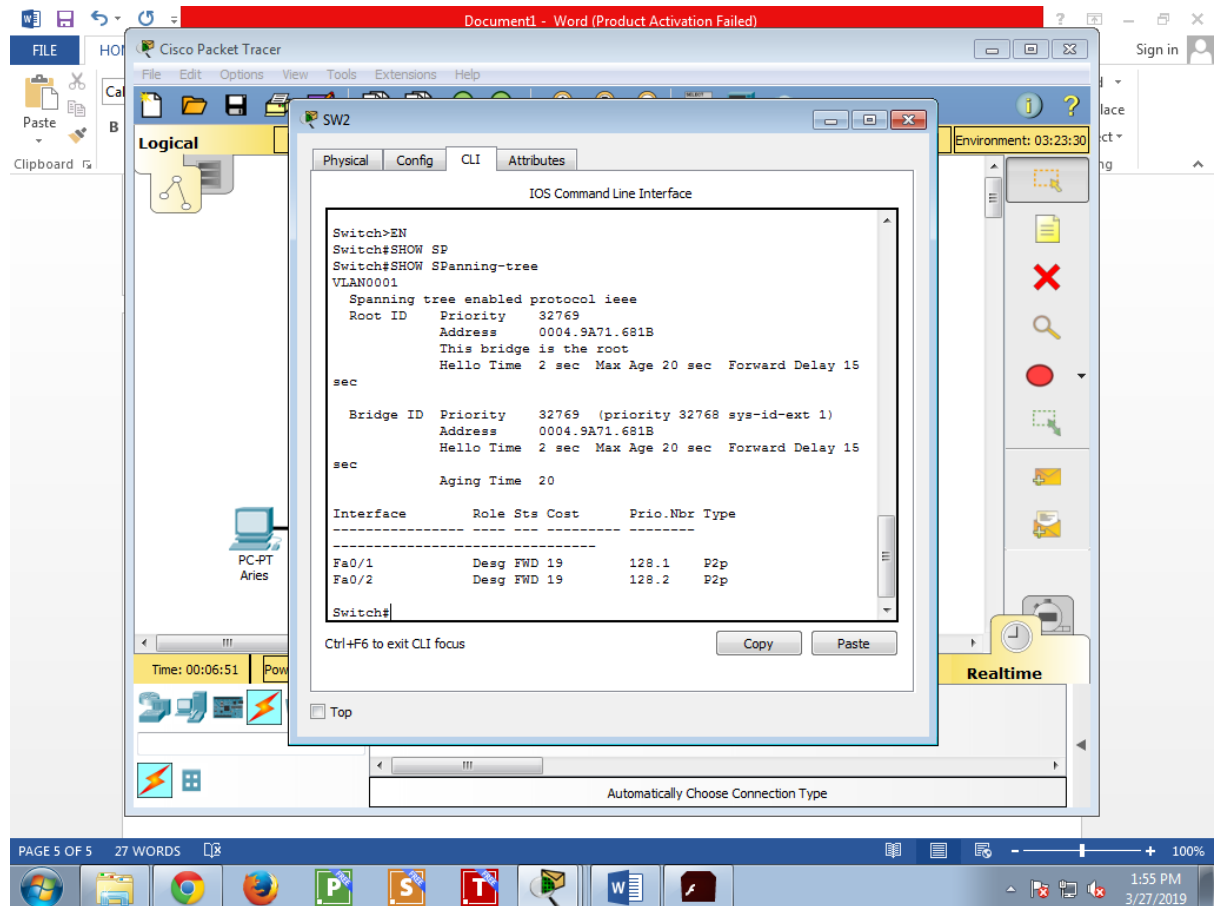 Document1 - Word (Product Activation Failed)
FILE
Sign in
Paste
Clipboard
B
Cisco Packet Tracer
File Edit Options View Tools Extensions Help
Logical
Environment: 03:23:30
SW2
Physical Config CLI Attributes
IOS Command Line Interface
Switch>EN
Switch#SHOW SP
Switch#SHOW SPanning-tree
VLAN0001
Spanning tree enabled protocol ieee
Root ID Priority 32769
Address 0004.9A71.681B
This bridge is the root
Hello Time 2 sec Max Age 20 sec Forward Delay 15
sec
Bridge ID Priority 32769 (priority 32768 sys-id-ext 1)
Address 0004.9A71.681B
Hello Time 2 sec Max Age 20 sec Forward Delay 15
sec
Aging Time 20
Interface Role Sts Cost Prio.Nbr Type
---------------- ---- --- --------- --------
--------------------------------
Fa0/1 Desg FWD 19 128.1 P2p
Fa0/2 Desg FWD 19 128.2 P2p
Switch#
Ctrl+F6 to exit CLI focus
Copy Paste
Top
PC-PT
Aries
Time: 00:06:51
Realtime
Automatically Choose Connection Type
PAGE 5 OF 5 27 WORDS
100%
P S T W
1:55 PM
3/27/2019